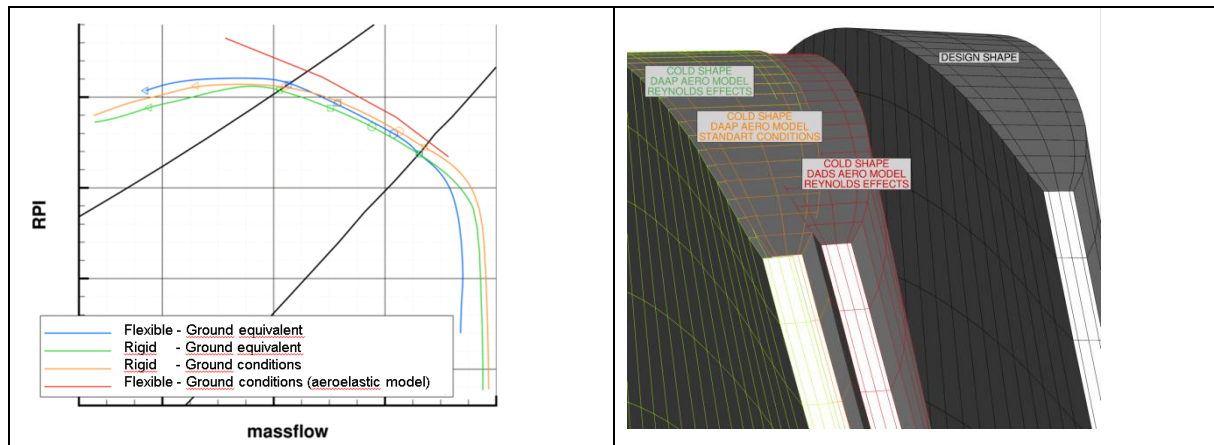 RPI
Flexible - Ground equivalent
Rigid - Ground equivalent
Rigid - Ground conditions
Flexible - Ground conditions (aeroelastic model)
massflow
DESIGN SHAPE
COLD SHAPE
DAAP AERO MODEL
REYNOLDS EFFECTS
COLD SHAPE
DAAP AERO MODEL
STANDART CONDITIONS
COLD SHAPE
DADS AERO MODEL
REYNOLDS EFFECTS